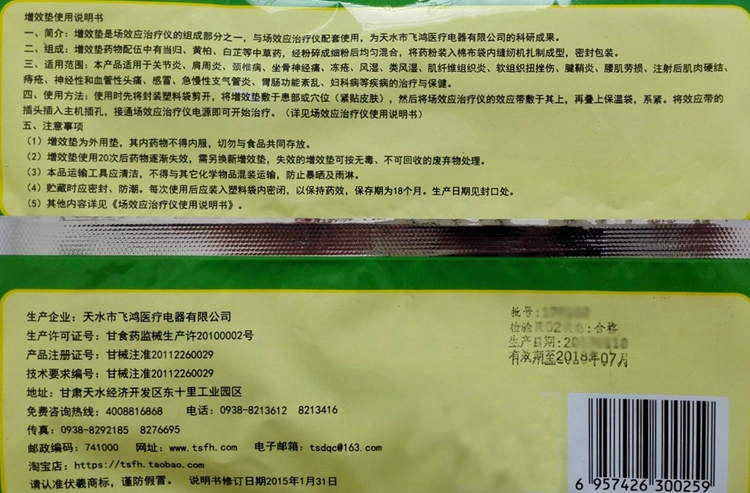 增效垫使用说明书
一、简介：增效垫是场效应治疗仪的组成部分之一，与场效应治疗仪配套使用，为天水市飞鸿医疗电器有限公司的科研成果。
二、组成：增效垫药物配伍中有当归、黄柏、白芷等中草药，经粉碎成细粉后均匀混合，将药粉装入棉布袋内缝纫机扎制成型，密封包装。
三、适用范围：本产品适用于关节炎、肩周炎、颈椎病、坐骨神经痛、冻疮、风湿、类风湿、肌纤维组织炎、软组织扭挫伤、腱鞘炎、腰肌劳损、注射后肌肉硬结、
痔疮、神经性和血管性头痛、感冒、急慢性支气管炎、胃肠功能紊乱、妇科病等疾病的治疗与保健。
四、使用方法：使用时先将封装塑料袋剪开，将增效垫敷于患部或穴位（紧贴皮肤），然后将场效应治疗仪的效应带敷于其上，再叠上保温袋，系紧。将效应带的
插头插入主机插孔，接通场效应治疗仪电源即可开始治疗。（详见场效应治疗仪使用说明书）
五、注意事项
（1）增效垫为外用垫，其内药物不得内服，切勿与食品共同存放。
（2）增效垫使用20次后药物逐渐失效，需另换新增效垫，失效的增效垫可按无毒、不可回收的废弃物处理。
（3）本品运输工具应清洁，不得与其它化学物品混装运输，防止暴晒及雨淋。
（4）贮藏时应密封、防潮。每次使用后应装入塑料袋内密闭，以保持药效，保存期为18个月。生产日期见封口处。
（5）其他内容详见《场效应治疗仪使用说明书》。
生产企业：天水市飞鸿医疗电器有限公司
生产许可证号：甘食药监械生产许20100002号
产品注册证号：甘械注准20112260029
技术要求编号：甘械注准20112260029
地址：甘肃天水经济开发区东十里工业园区
免费咨询热线：4008816868 电话：0938-8213612 8213416
传真：0938-8292185 8276695
邮政编码：741000 网址：www.tsfh.com 电子邮箱：tsdqc@163.com
淘宝店：https://tsfh.taobao.com
请认准伏羲商标，谨防假冒。 说明书修订日期2015年1月31日
批号：
检验员02状态：合格
生产日期：
有效期至2018年07月
6 957426 300259